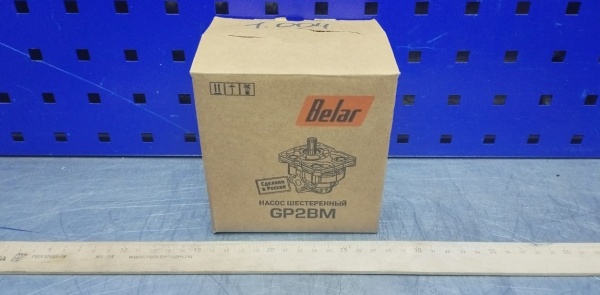 Belar
Сделано
в России
НАСОС ШЕСТЕРЕННЫЙ
GP2BM